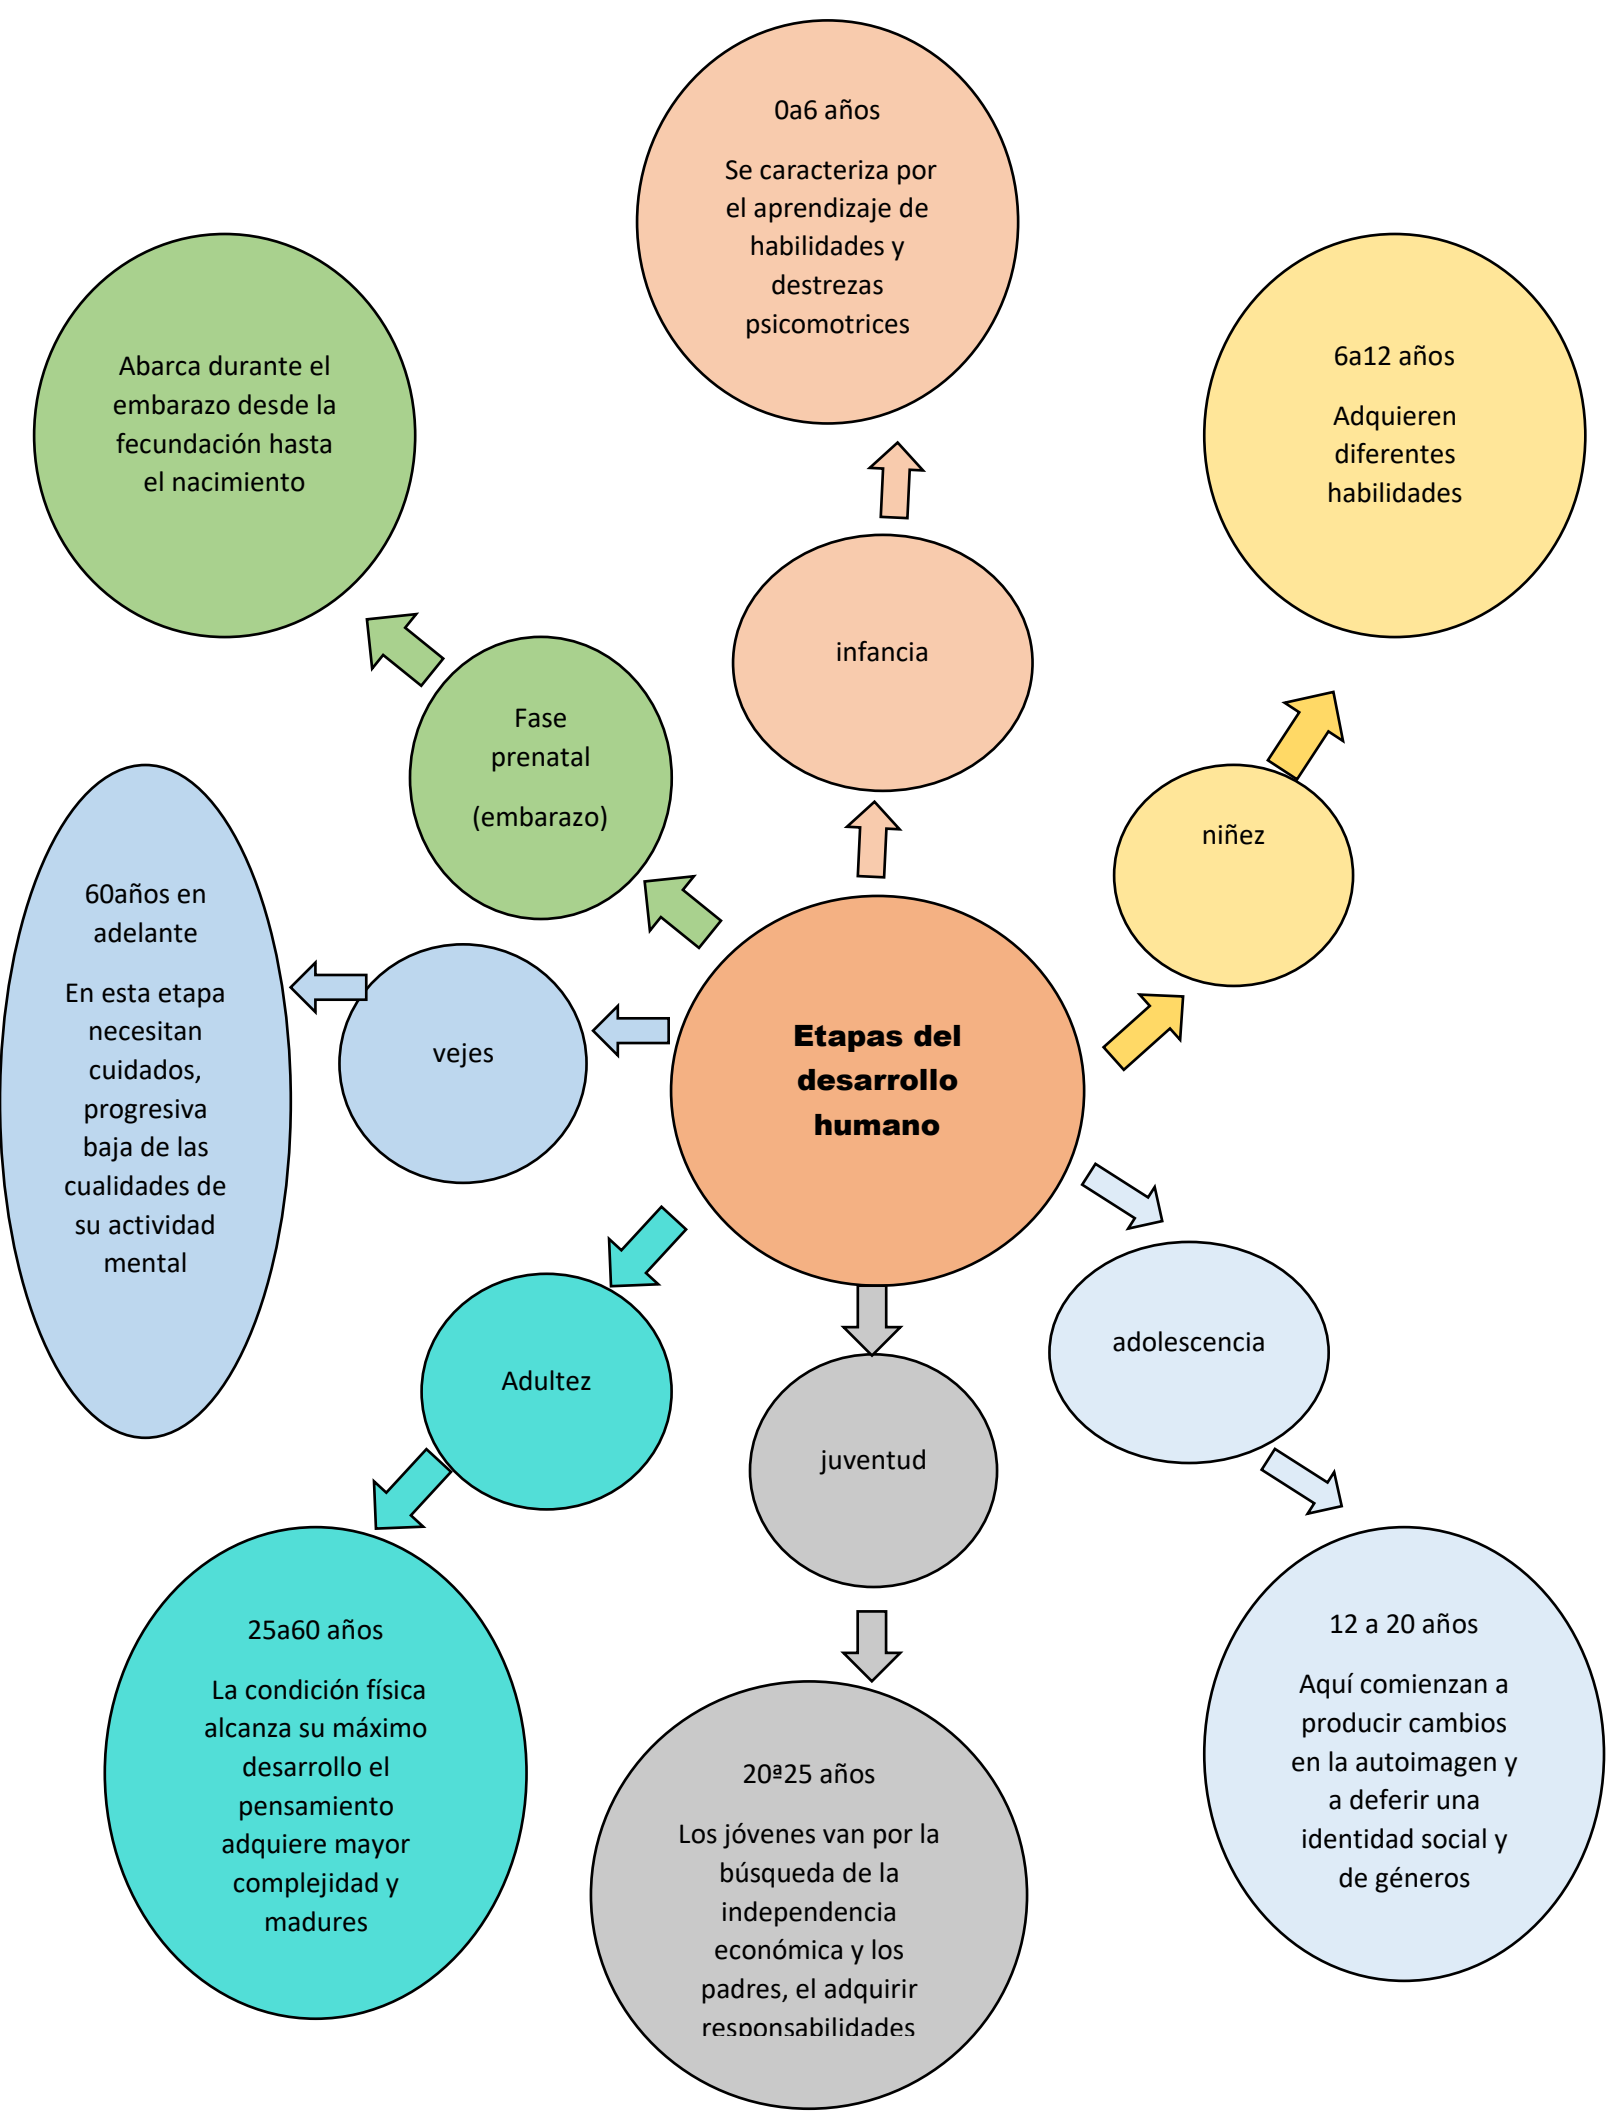 0a6 años
Se caracteriza por
el aprendizaje de
habilidades y
destrezas
psicomotrices
Abarca durante el
embarazo desde la
fecundación hasta
el nacimiento
6a12 años
Adquieren
diferentes
habilidades
infancia
Fase
prenatal
(embarazo)
niñez
60años en
adelante
En esta etapa
necesitan
cuidados,
progresiva
baja de las
cualidades de
su actividad
mental
vejes
Etapas del
desarrollo
humano
Adultez
adolescencia
juventud
25a60 años
La condición física
alcanza su máximo
desarrollo el
pensamiento
adquiere mayor
complejidad y
madures
20ª25 años
Los jóvenes van por la
búsqueda de la
independencia
económica y los
padres, el adquirir
responsabilidades
12 a 20 años
Aquí comienzan a
producir cambios
en la autoimagen y
a deferir una
identidad social y
de géneros